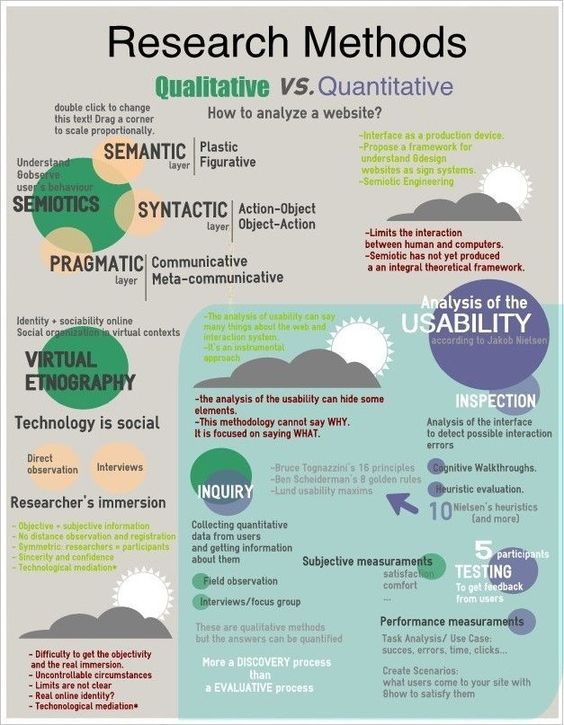 Research Methods
Qualitative VS. Quantitative
How to analyze a website?
double click to change
this text! Drag a corner
to scale proportionally.
Understand
&observe
user's behaviour
SEMIOTICS
SEMANTIC
layer
Plastic
Figurative
SYNTACTIC
layer
Action-Object
Object-Action
PRAGMATIC
layer
Communicative
Meta-communicative
-Interface as a production device.
-Propose a framework for
understand &design
websites as sign systems.
-Semiotic Engineering
-Limits the interaction
between human and computers.
-Semiotic has not yet produced
a an integral theoretical framework.
Identity + sociability online
Social organization in virtual contexts
VIRTUAL
ETNOGRAPHY
Technology is social
Direct
observation
Interviews
Researcher's immersion
- Objective + subjective information
- No distance observation and registration
- Symmetric: researchers = participants
- Sincerity and confidence
- Technological mediation*
- Difficulty to get the objectivity
and the real immersion.
- Uncontrollable circumstances
- Limits are not clear
- Real online identity?
- Techonological mediation*
-The analysis of usability can say
many things about the web and
interaction system.
-It's an instrumental
approach
-the analysis of the usability can hide some
elements.
-This methodology cannot say WHY.
It is focused on saying WHAT.
Analysis of the
USABILITY
according to Jakob Nielsen
INSPECTION
Analysis of the interface
to detect possible interaction
errors
Cognitive Walkthroughs.
Heuristic evaluation.
10 Nielsen's heuristics
(and more)
-Bruce Tognazzini's 16 principles
-Ben Scheiderman's 8 golden rules
-Lund usability maxims
INQUIRY
Collecting quantitative
data from users
and getting information
about them
Field observation
Interviews/focus group
These are qualitative methods
but the answers can be quantified
More a DISCOVERY process
than
a EVALUATIVE process
5 participants
TESTING
To get feedback
from users
Subjective measuraments
satisfaction
comfort
...
Performance measurements
Task Analysis/ Use Case:
succes, errors, time, clicks...
Create Scenarios:
what users come to your site with
&how to satisfy them